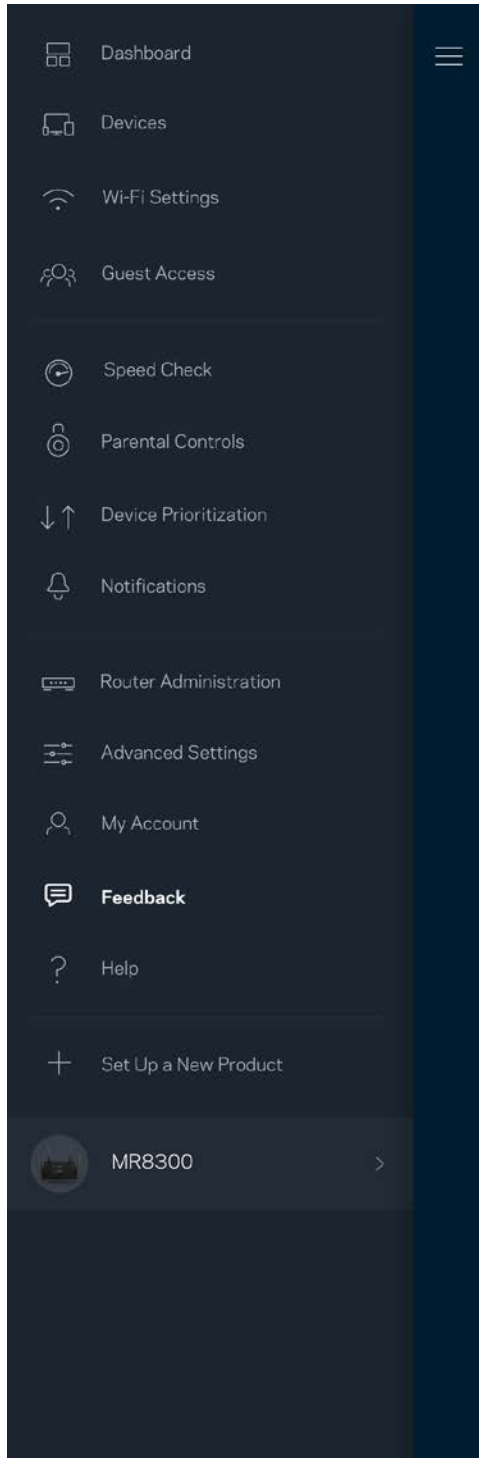 Dashboard
Devices
Wi-Fi Settings
Guest Access
Speed Check
Parental Controls
Device Prioritization
Notifications
Router Administration
Advanced Settings
My Account
Feedback
Help
Set Up a New Product
MR8300